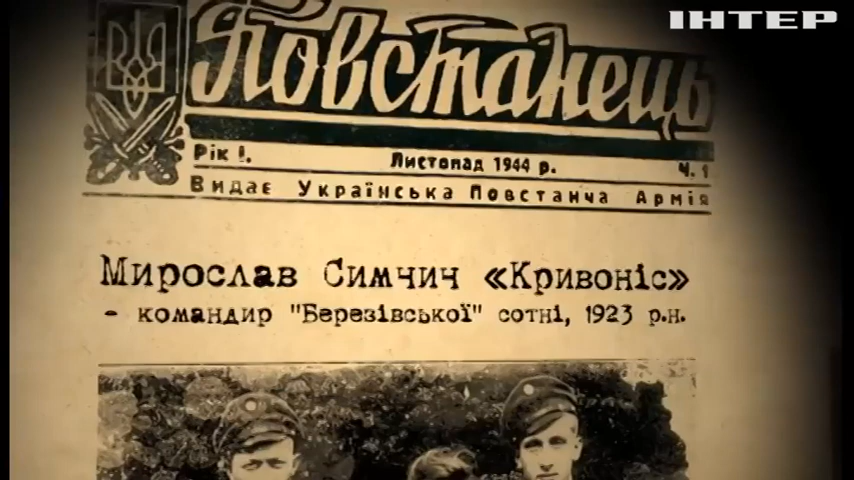 ІНТЕР
Повстанець
Рік І. Листопад 1944 р. Ч. 1
Видає Українська Повстанча Армія
Мирослав Симчич «Кривоніс»
- командир "Березівської" сотні, 1923 р.н.